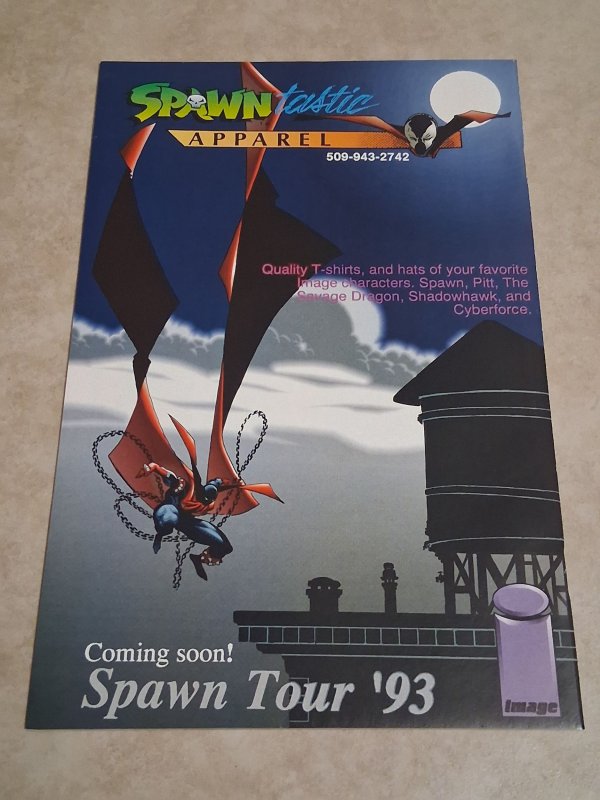 SPAWNtastic
APPAREL
509-943-2742
Quality T-shirts, and hats of your favorite
Image characters. Spawn, Pitt, The
Savage Dragon, Shadowhawk, and
Cyberforce.
Coming soon!
Spawn Tour '93
image